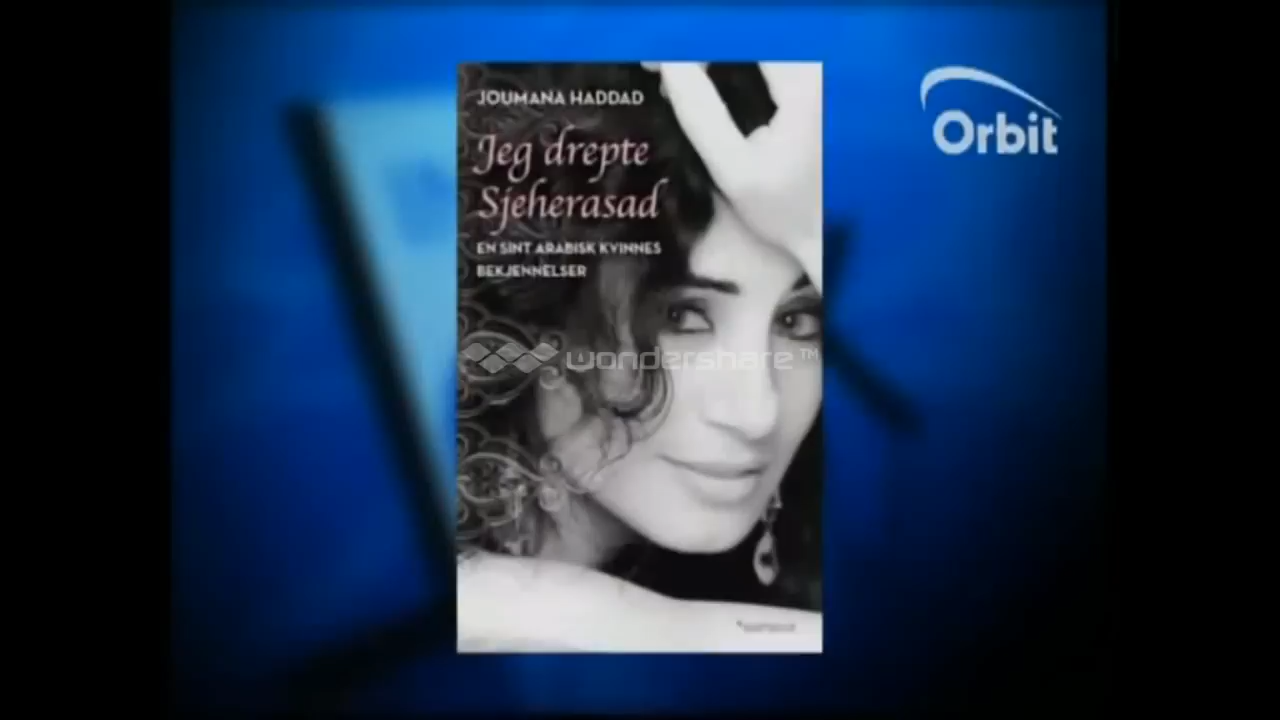 JOUMANA HADDAD
Jeg drepte
Sjeherasad
EN SINT ARABISK KVINNES
BEKJENNELSER
Orbit
wondershare™